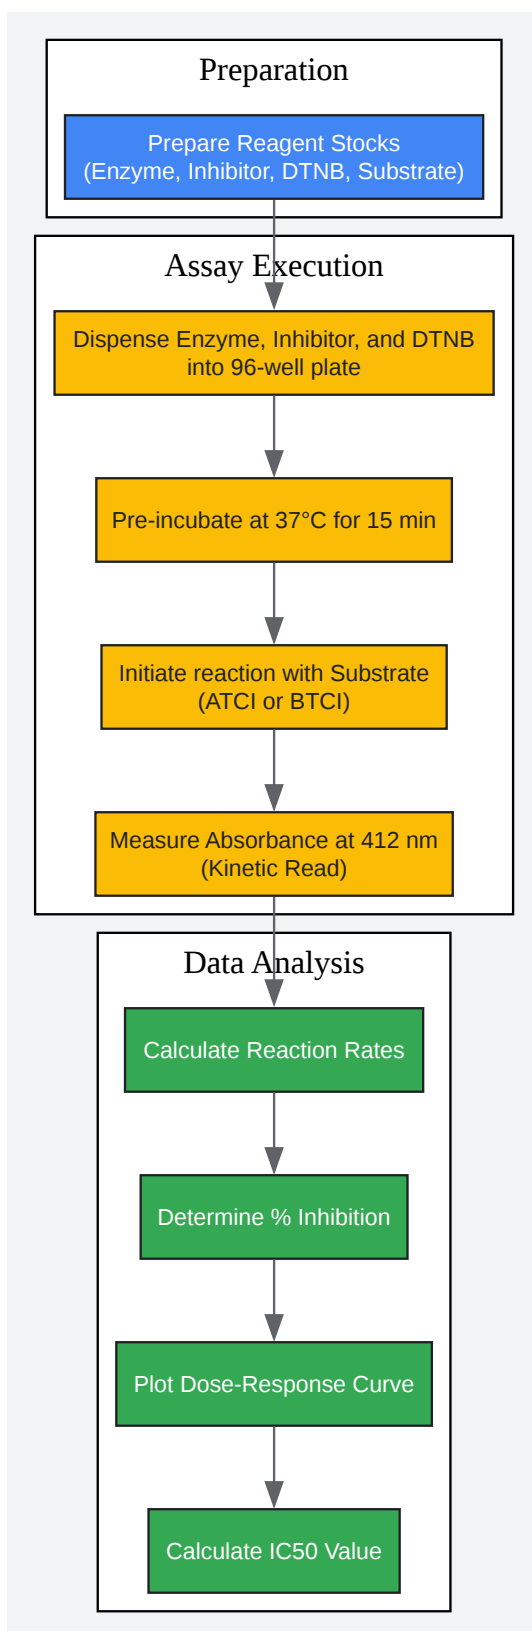 Preparation
Prepare Reagent Stocks
(Enzyme, Inhibitor, DTNB, Substrate)
Assay Execution
Dispense Enzyme, Inhibitor, and DTNB
into 96-well plate
Pre-incubate at 37°C for 15 min
Initiate reaction with Substrate
(ATCI or BTCI)
Measure Absorbance at 412 nm
(Kinetic Read)
Data Analysis
Calculate Reaction Rates
Determine % Inhibition
Plot Dose-Response Curve
Calculate IC50 Value